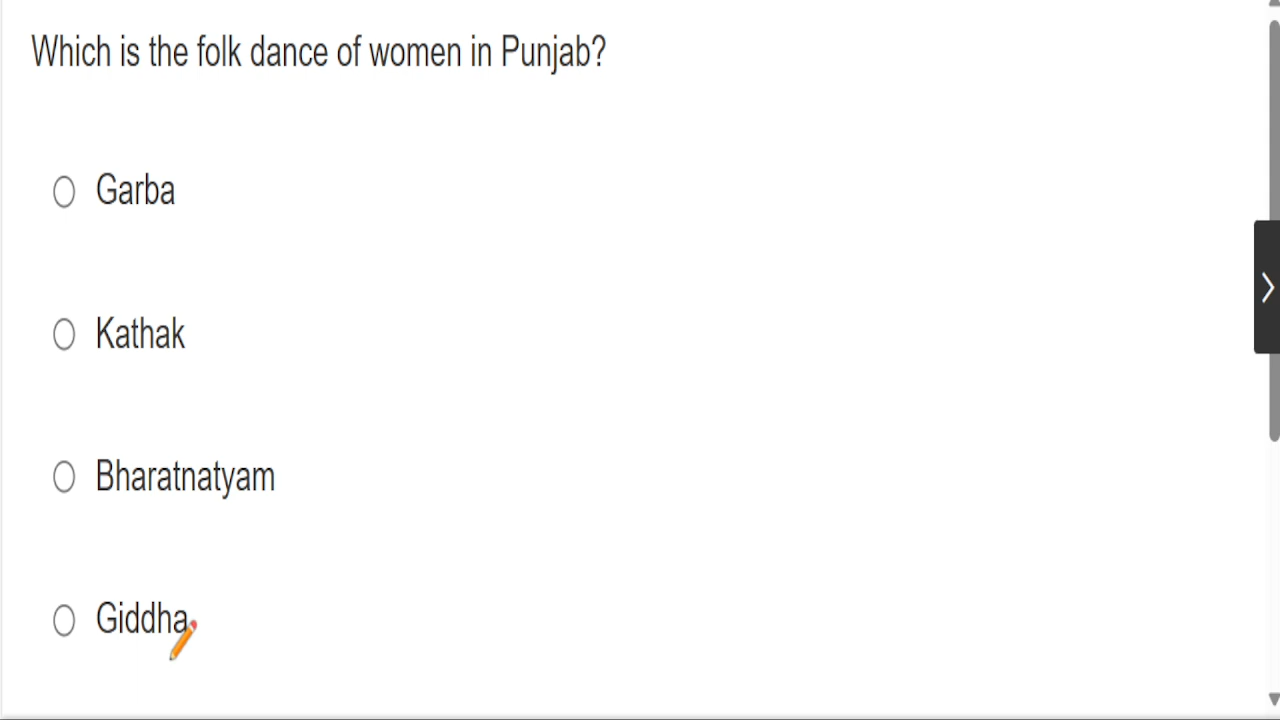 Which is the folk dance of women in Punjab?
Garba
Kathak
Bharatnatyam
Giddha